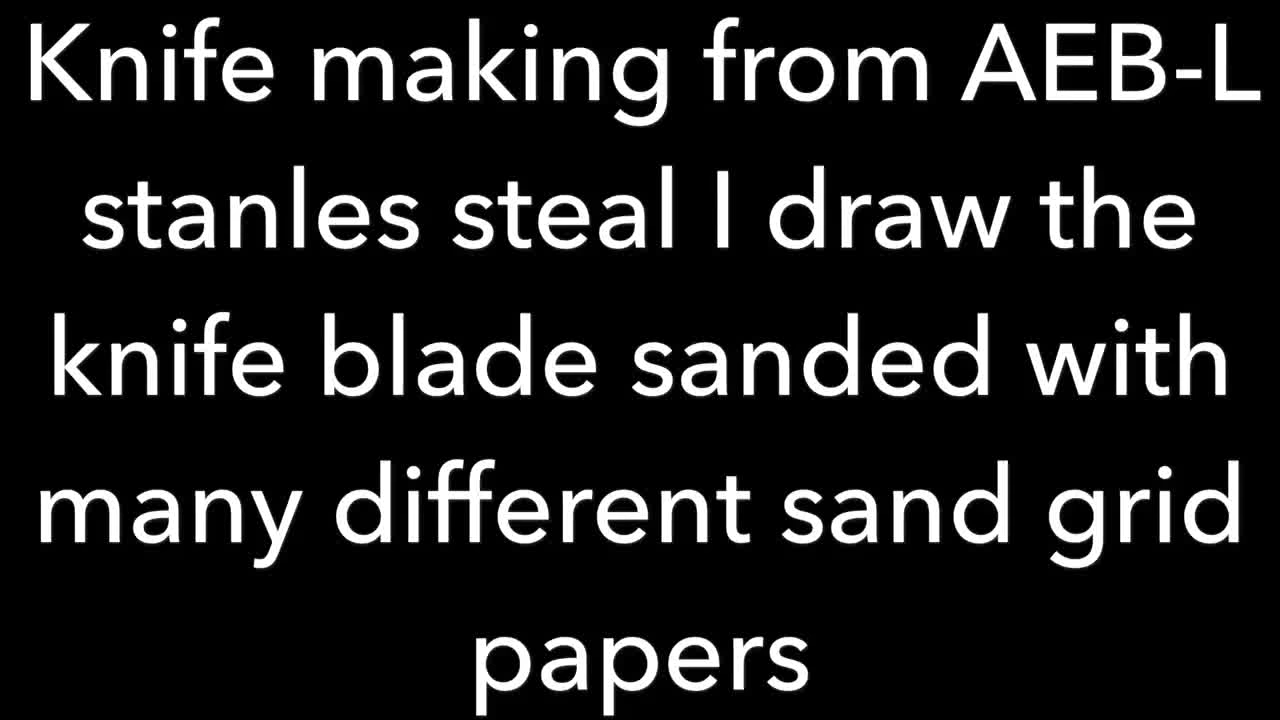 Knife making from AEB-L
stanles steal I draw the
knife blade sanded with
many different sand grid
papers